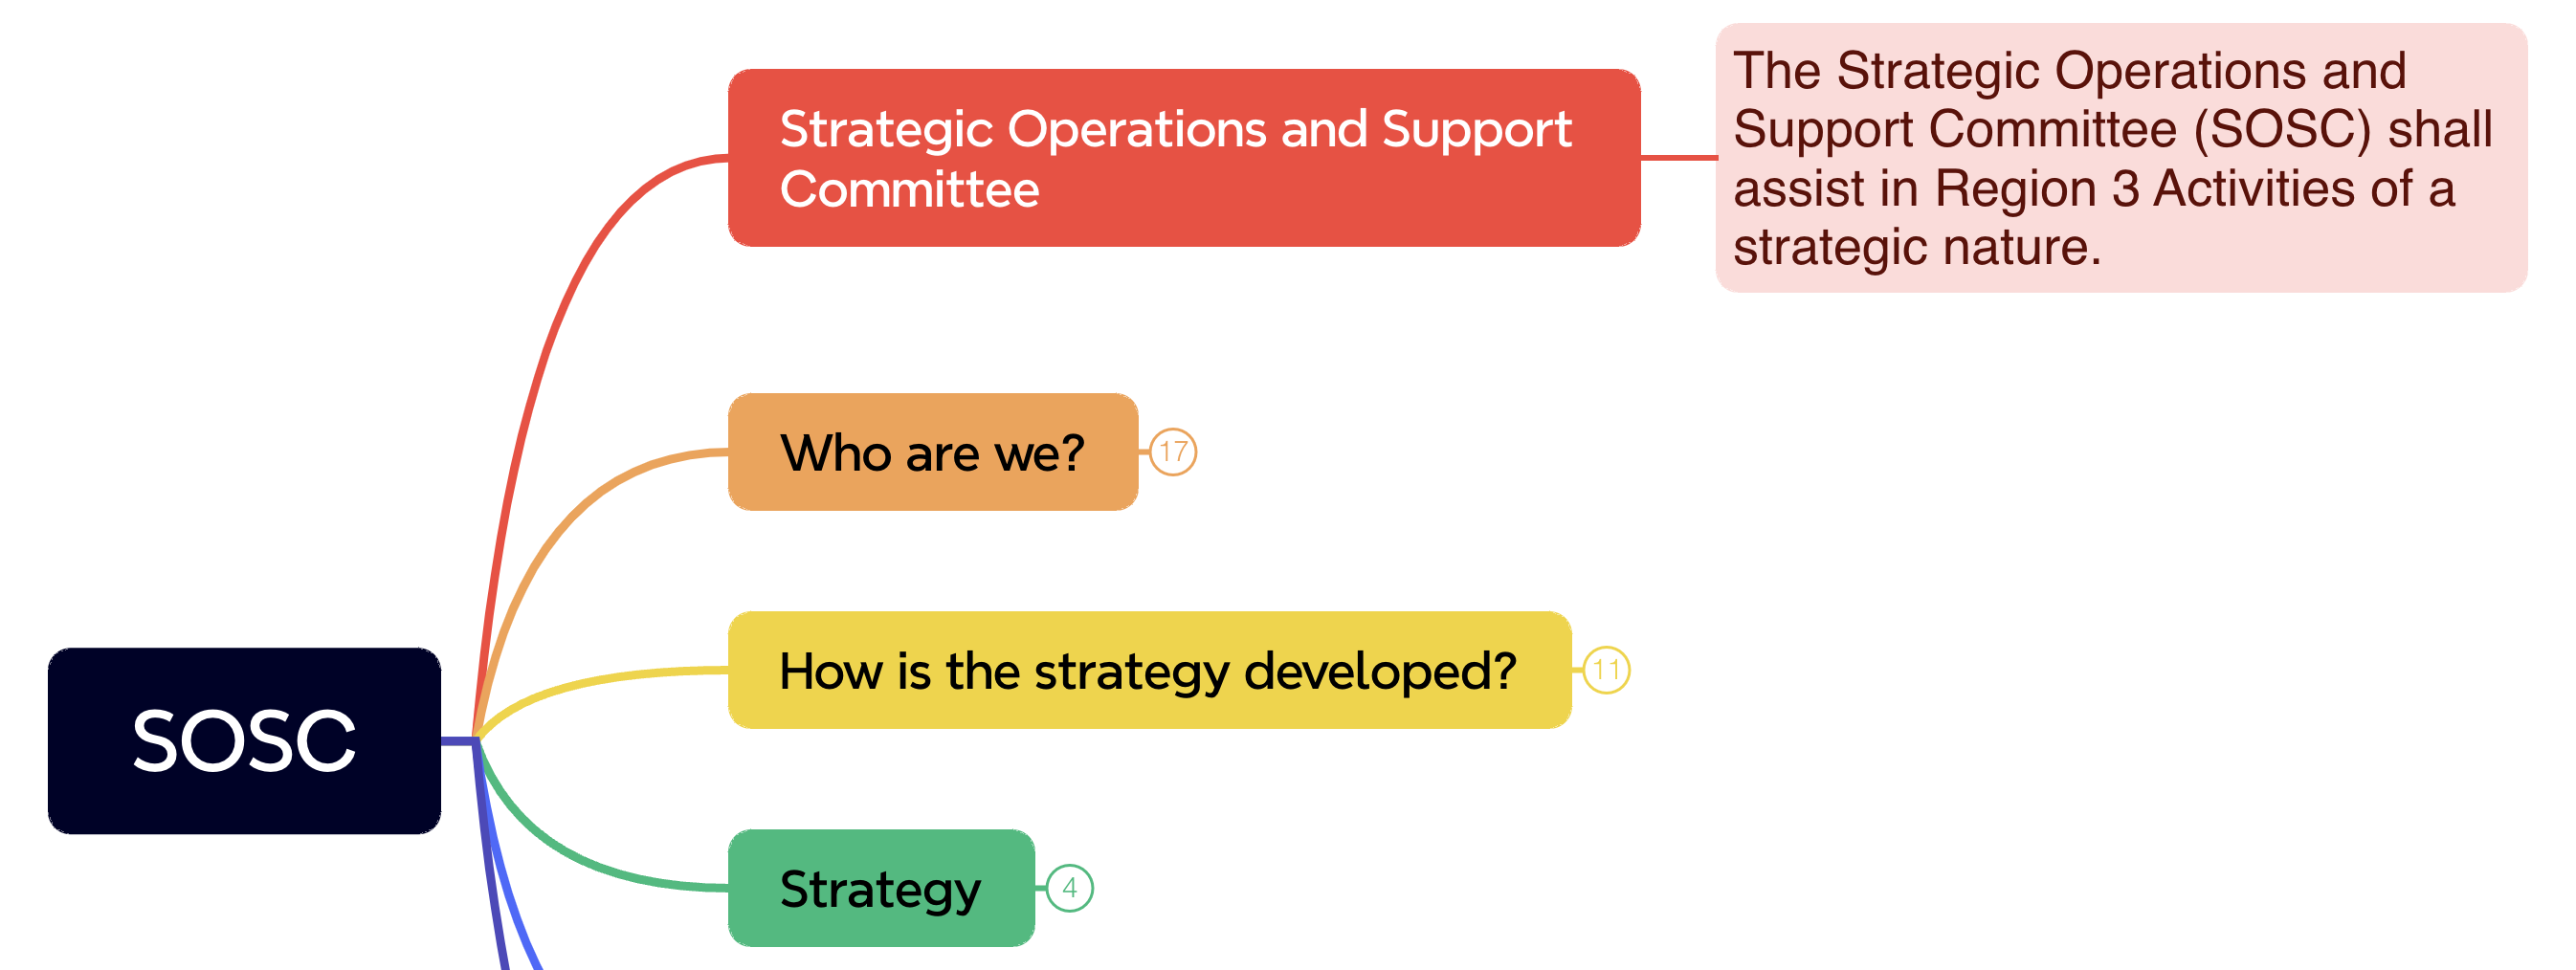 Strategic Operations and Support
Committee
The Strategic Operations and
Support Committee (SOSC) shall
assist in Region 3 Activities of a
strategic nature.
Who are we?
17
How is the strategy developed?
11
SOSC
Strategy
4